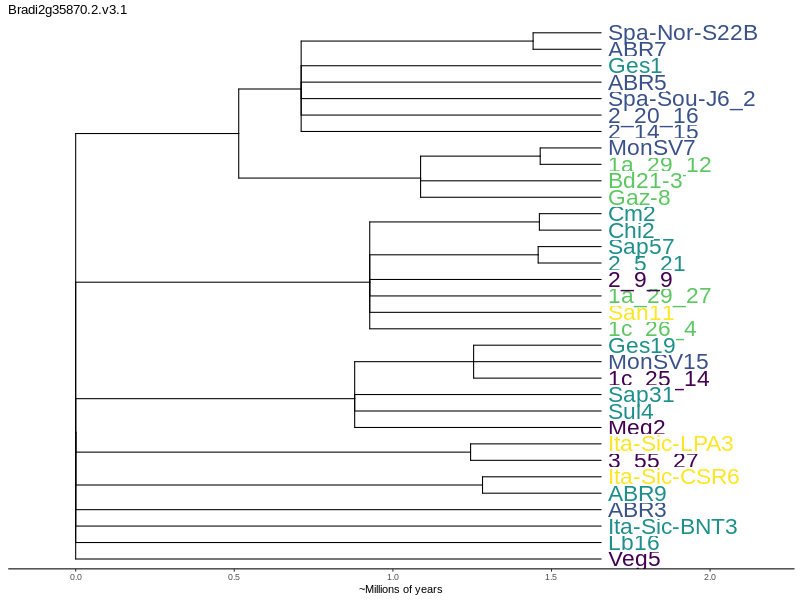 Bradi2g35870.2.v3.1
Spa-Nor-S22B
ABR7
Ges1
ABR5
Spa-Sou-J6_2
2_20_16
2_14_15
MonSV7
1a_29_12
Bd21-3
Gaz-8
Cm2
Chi2
Sap57
2_5_21
2_9_9
1a_29_27
San11
1c_26_4
Ges19
MonSV15
1c_25_14
Sap31
Sul4
Meg2
Ita-Sic-LPA3
3_55_27
Ita-Sic-CSR6
ABR9
ABR3
Ita-Sic-BNT3
Lb16
Veg5
0.0 0.5 1.0 1.5 2.0
~Millions of years